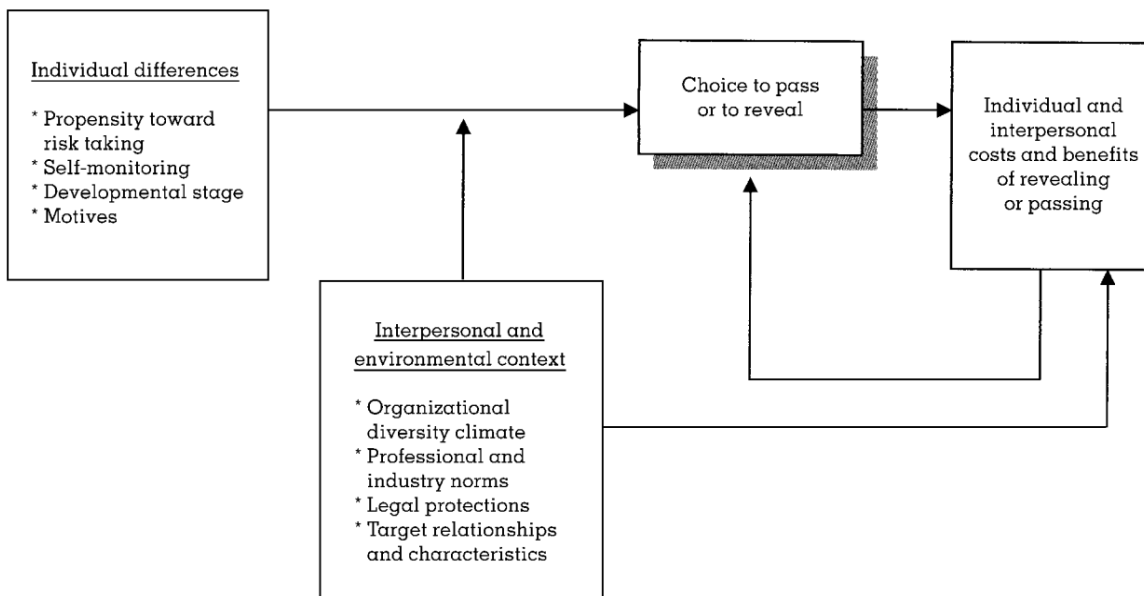 Individual differences
* Propensity toward
risk taking
* Self-monitoring
* Developmental stage
* Motives
Choice to pass
or to reveal
Individual and
interpersonal
costs and benefits
of revealing
or passing
Interpersonal and
environmental context
* Organizational
diversity climate
* Professional and
industry norms
* Legal protections
* Target relationships
and characteristics